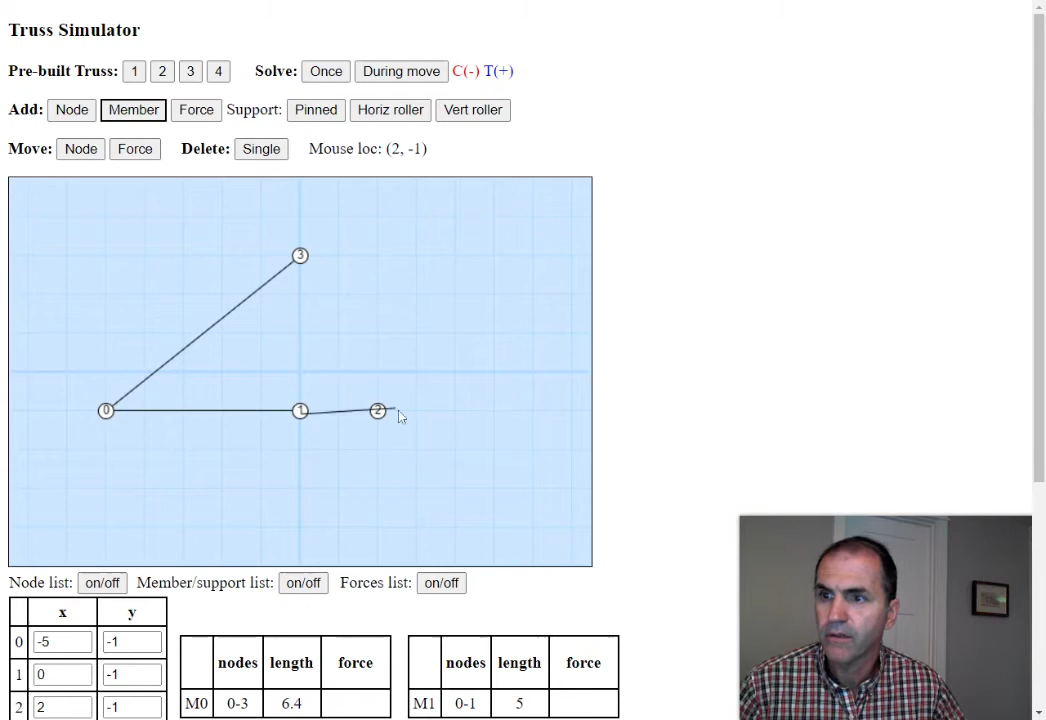 Truss Simulator
Pre-built Truss: 1 2 3 4 Solve: Once During move C(-) T(+)
Add: Node Member Force Support: Pinned Horiz roller Vert roller
Move: Node Force Delete: Single Mouse loc: (2, -1)
3
0 1 2
Node list: on/off Member/support list: on/off Forces list: on/off
x y
0 -5 -1
1 0 -1
2 2 -1
nodes length force
M0 0-3 6.4
nodes length force
M1 0-1 5